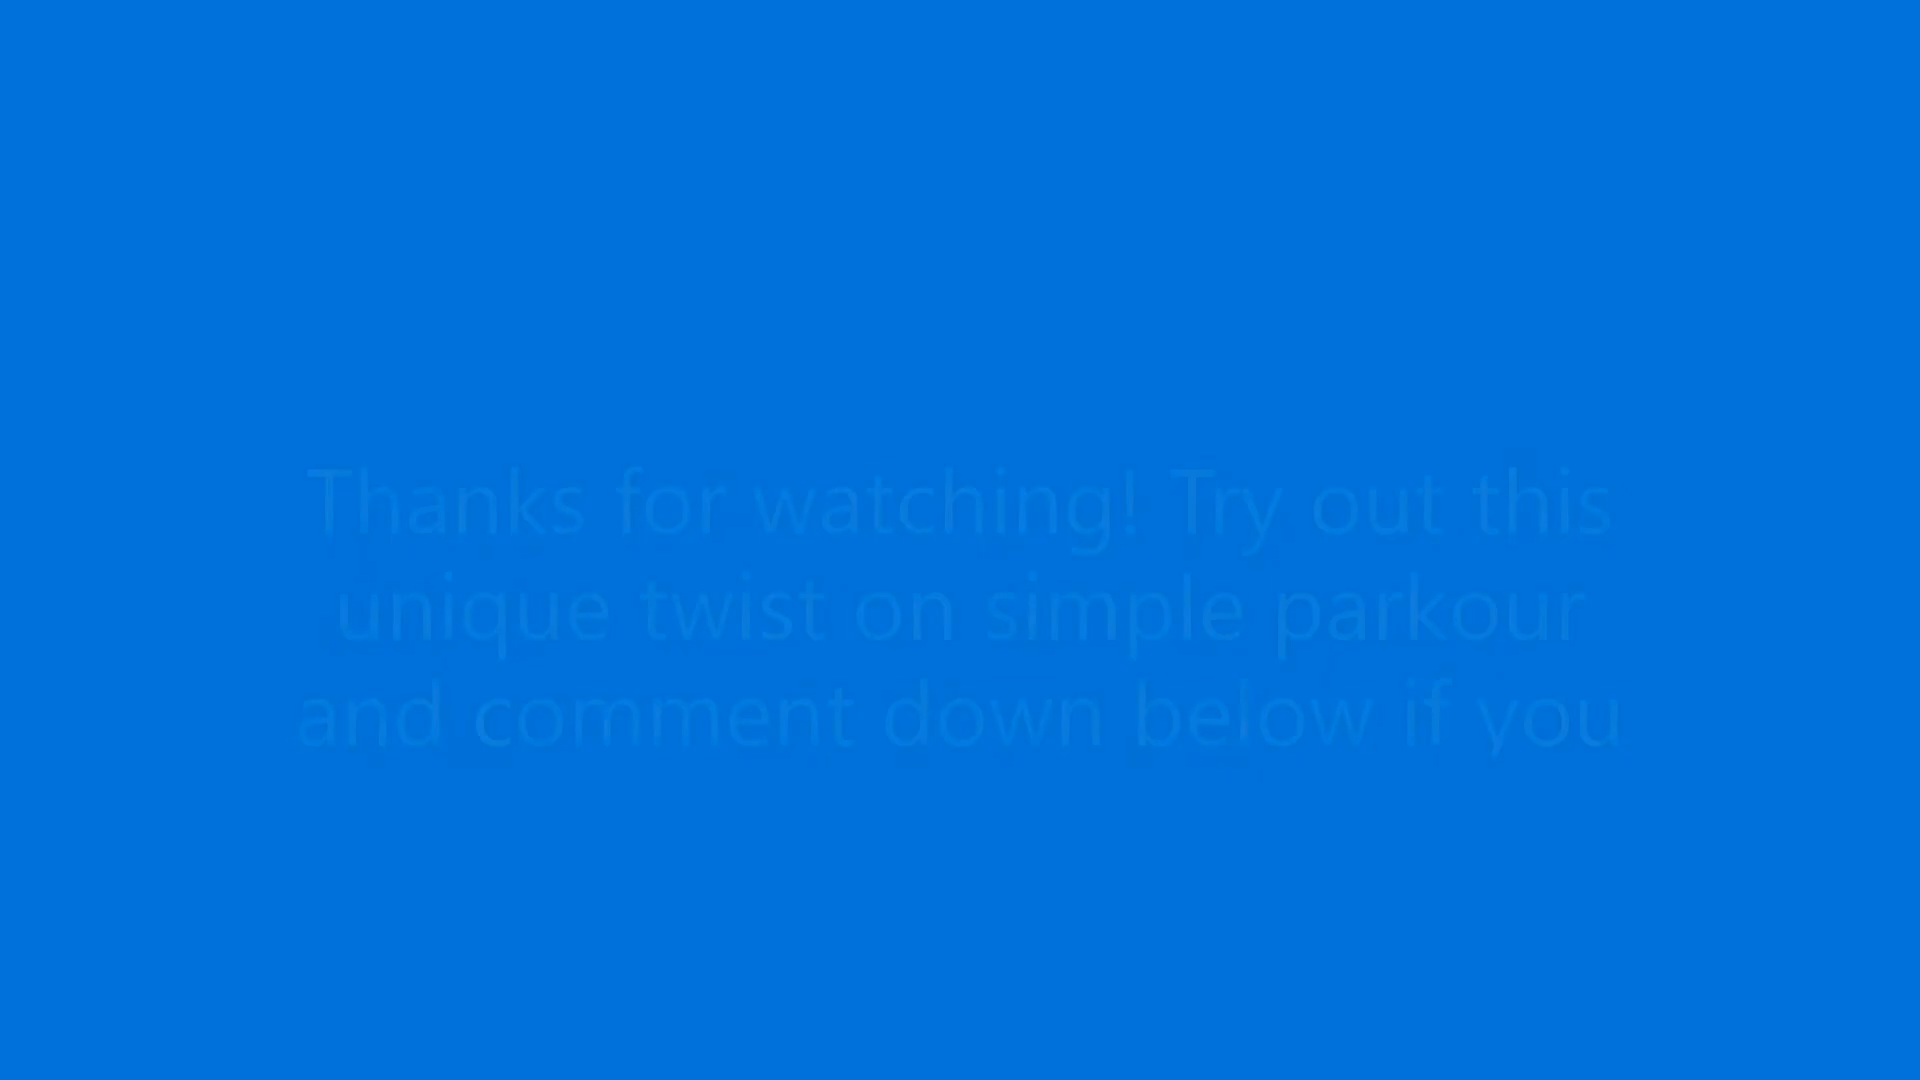 Thanks for watching! Try out this
unique twist on simple parkour
and comment down below if you